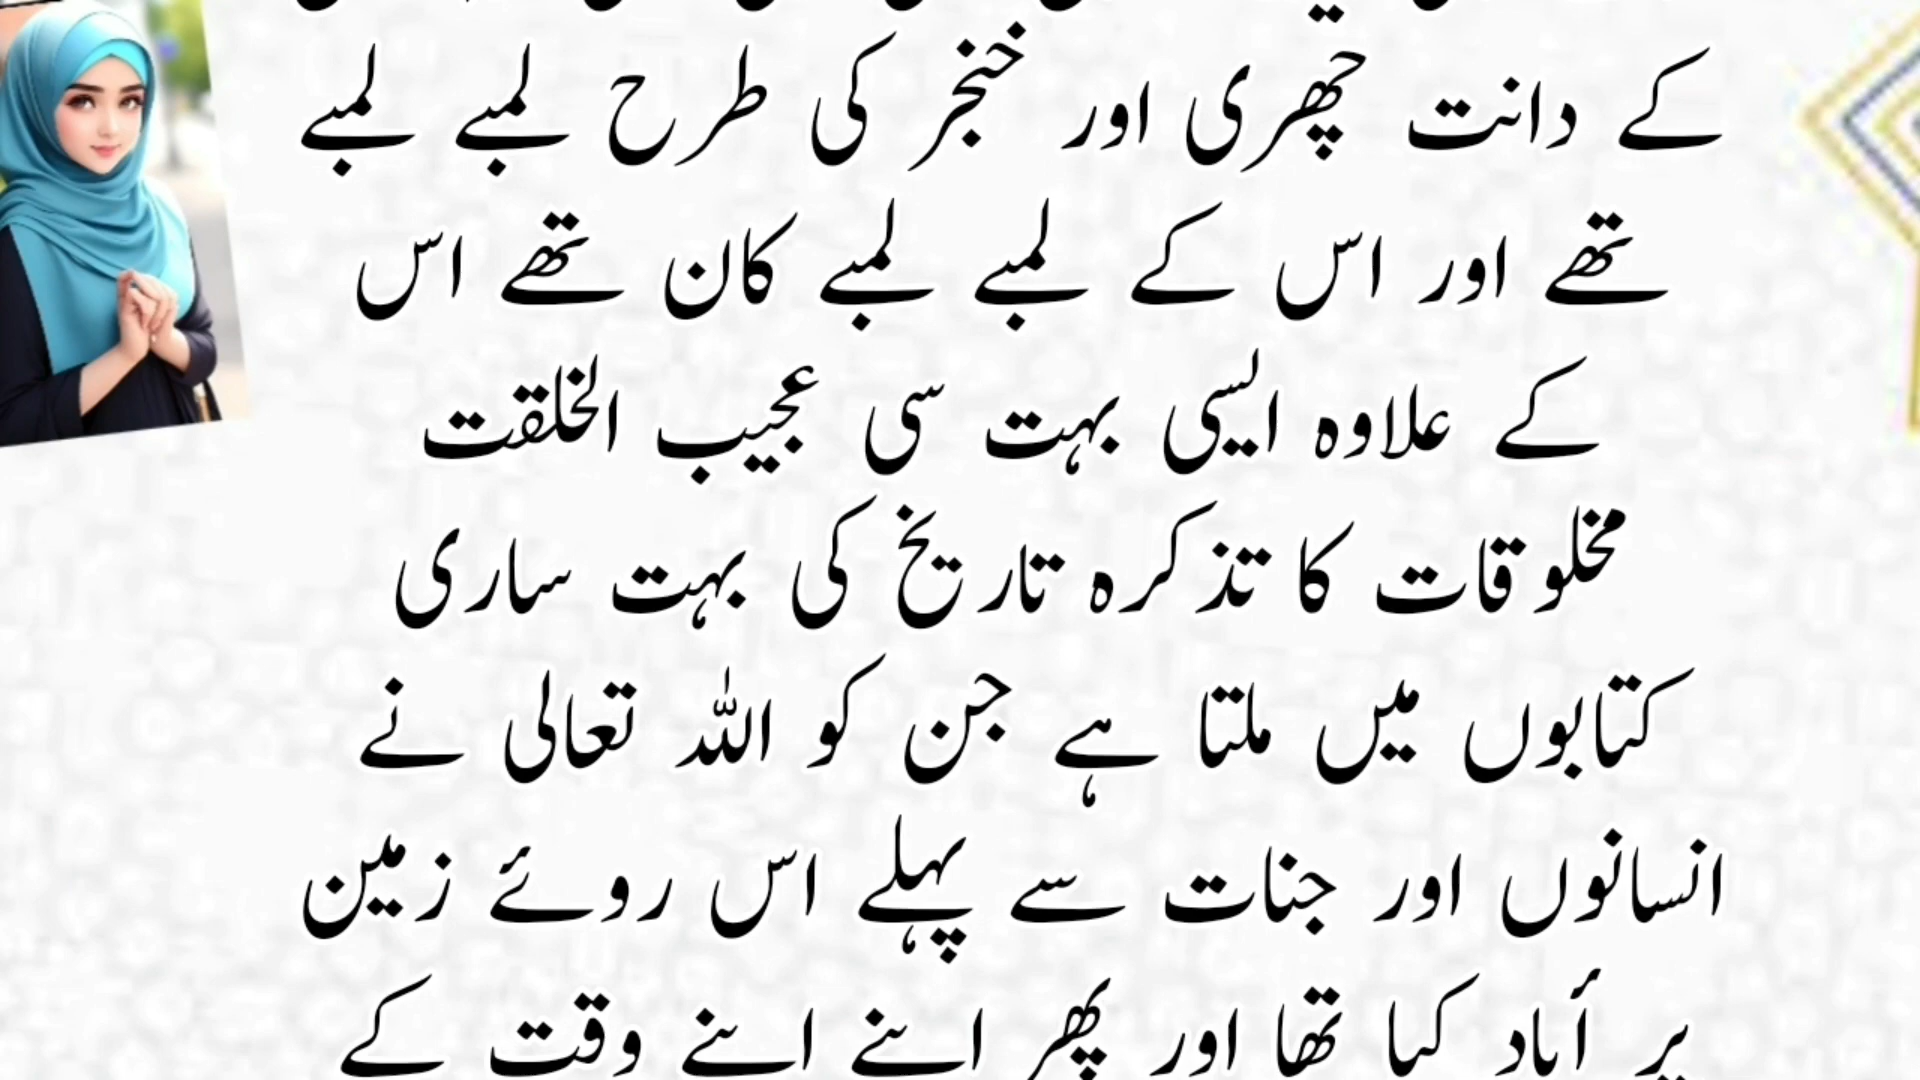 کے دانت چھری اور خنجر کی طرح لمبے لمبے
تھے اور اس کے لمبے لمبے کان تھے اس
کے علاوہ ایسی بہت سی عجیب الخلقت
مخلوقات کا تذکرہ تاریخ کی بہت ساری
کتابوں میں ملتا ہے جن کو اللہ تعالی نے
انسانوں اور جنات سے پہلے اس روئے زمین
پر أباد کیا تھا اور پھر اپنے اپنے وقت کے